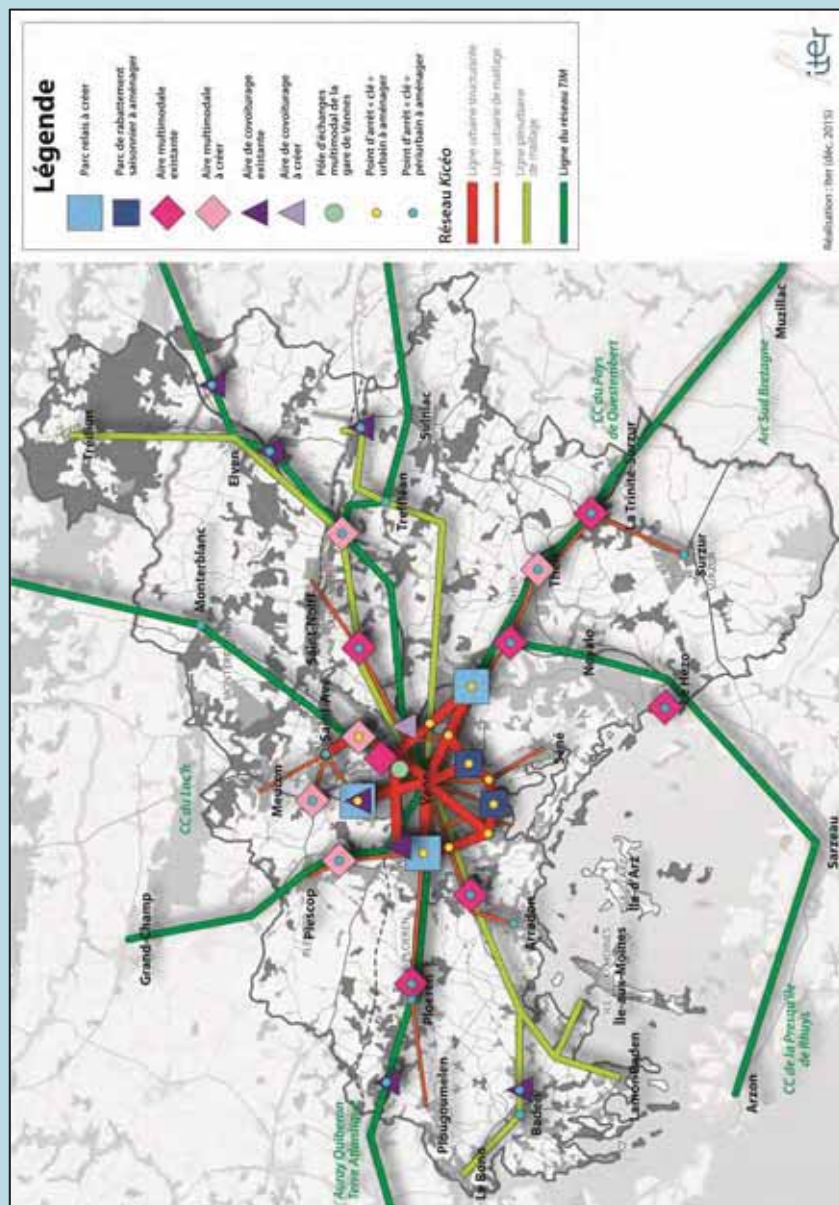 Légende
Parc relais à créer
Parc de rabattement
saisonnier à aménager
Aire multimodale
existante
Aire multimodale
à créer
Aire de covoiturage
existante
Aire de covoiturage
à créer
Pôle d'échanges
multimodal de la
gare de Vannes
Point d'arrêt « clé »
urbain à aménager
Point d'arrêt « clé »
périurbain à aménager
Réseau Kicéo
Ligne urbaine structurante
Ligne urbaine de maillage
Ligne périurbaine
de maillage
Ligne du réseau TIM
Réalisation : Iter (déc. 2015)
iter
Trédion
Elven
Monterblanc
CC du Loc'h
Grand-Champ
Meucon
Saint-Avé
Saint-Nolff
Plescop
Treffléan
Sulniac
CC du Pays
de Questembert
Arc Sud Bretagne
Muzillac
La Trinité-Surzur
Surzur
Noyalo
Le Hézo
Séné
Ploeren
Plougoumelen
Auray Quiberon
Terre Atlantique
Le Bono
Baden
Larmor-Baden
Arradon
Île-aux-Moines
Île-d'Arz
Sarzeau
Arzon
CC de la Presqu'île
de Rhuys